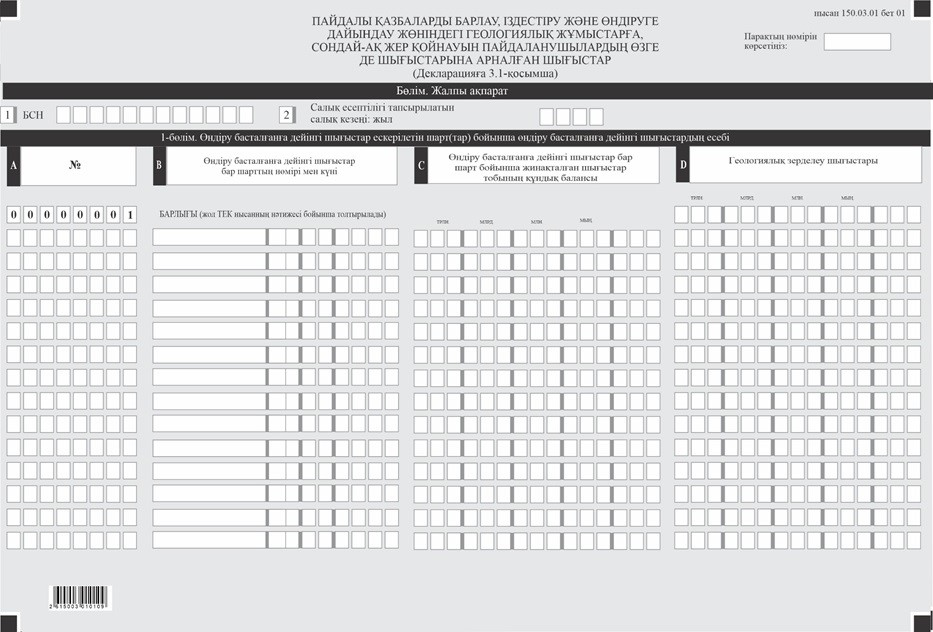 нысан 150.03.01 бет 01
ПАЙДАЛЫ ҚАЗБАЛАРДЫ БАРЛАУ, ІЗДЕСТІРУ ЖӘНЕ ӨНДІРУГЕ
ДАЙЫНДАУ ЖӨНІНДЕГІ ГЕОЛОГИЯЛЫҚ ЖҰМЫСТАРҒА,
СОНДАЙ-АҚ ЖЕР ҚОЙНАУЫН ПАЙДАЛАНУШЫЛАРДЫҢ ӨЗГЕ
ДЕ ШЫҒЫСТАРЫНА АРНАЛҒАН ШЫҒЫСТАР
(Декларацияға 3.1-қосымша)
Парақтың нөмірін
көрсетіңіз:
Бөлім. Жалпы ақпарат
1 БСН
2 Салық есептілігі тапсырылатын
салық кезеңі: жыл
1-бөлім. Өндіру басталғанға дейінгі шығыстар ескерілетін шарт(тар) бойынша өндіру басталғанға дейінгі шығыстардың есебі
A №
B Өндіру басталғанға дейінгі шығыстар
бар шарттың нөмірі мен күні
C Өндіру басталғанға дейінгі шығыстар бар
шарт бойынша жинақталған шығыстар
тобының құндық балансы
D Геологиялық зерделеу шығыстары
трлн млрд млн мың
0 0 0 0 0 0 0 1 БАРЛЫҒЫ (жол ТЕК нысанның нәтижесі бойынша толтырылады)
трлн млрд млн мың
2 615003 010109